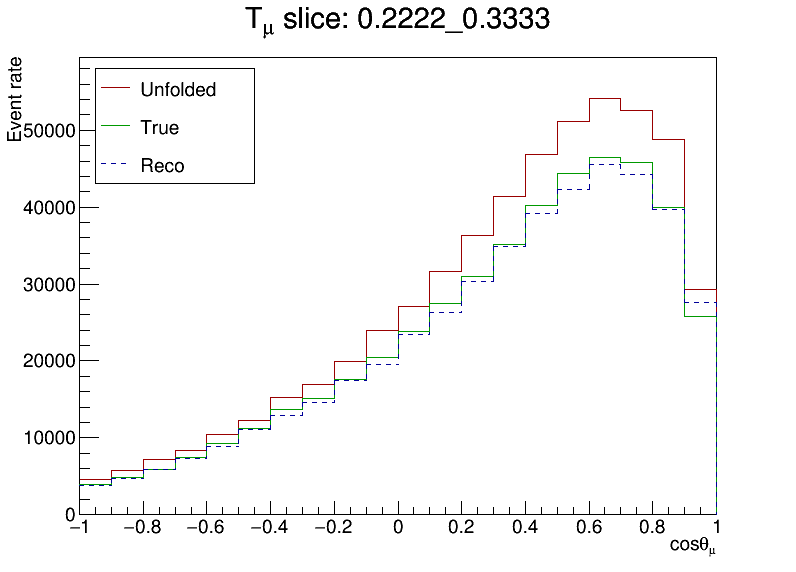 Tμ slice: 0.2222_0.3333
Event rate
Unfolded
True
Reco
50000
40000
30000
20000
10000
0
−1 −0.8 −0.6 −0.4 −0.2 0 0.2 0.4 0.6 0.8 1
cosθμ